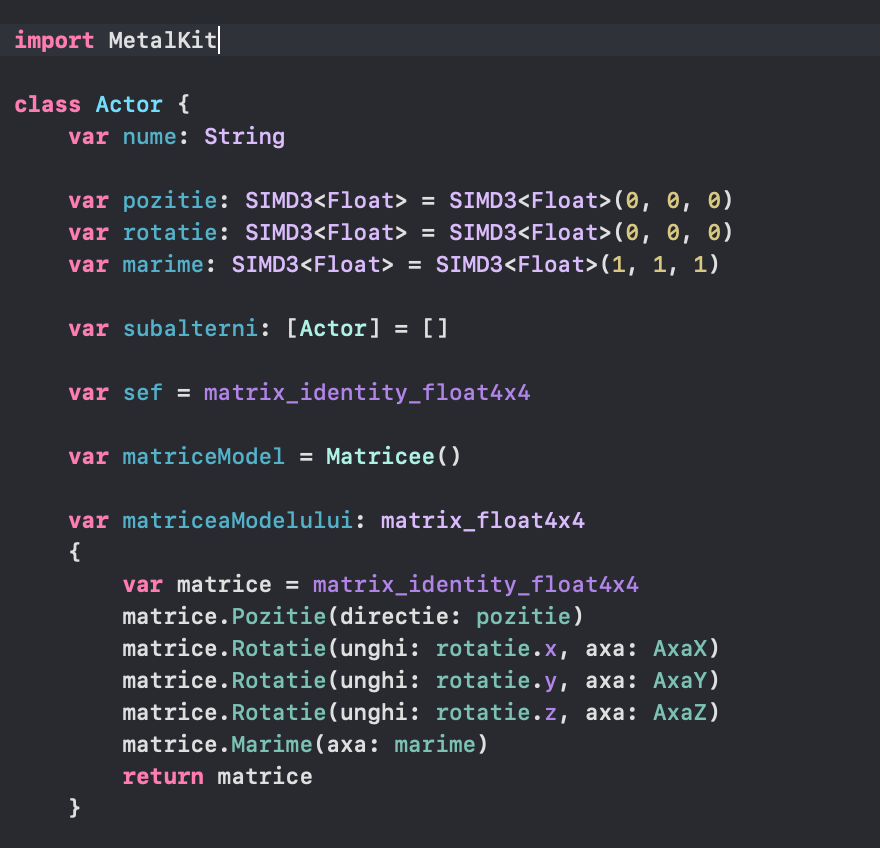 import MetalKit
class Actor {
var nume: String
var pozitie: SIMD3<Float> = SIMD3<Float>(0, 0, 0)
var rotatie: SIMD3<Float> = SIMD3<Float>(0, 0, 0)
var marime: SIMD3<Float> = SIMD3<Float>(1, 1, 1)
var subalterni: [Actor] = []
var sef = matrix_identity_float4x4
var matriceModel = Matricee()
var matriceaModelului: matrix_float4x4
{
var matrice = matrix_identity_float4x4
matrice.Pozitie(directie: pozitie)
matrice.Rotatie(unghi: rotatie.x, axa: AxaX)
matrice.Rotatie(unghi: rotatie.y, axa: AxaY)
matrice.Rotatie(unghi: rotatie.z, axa: AxaZ)
matrice.Marime(axa: marime)
return matrice
}